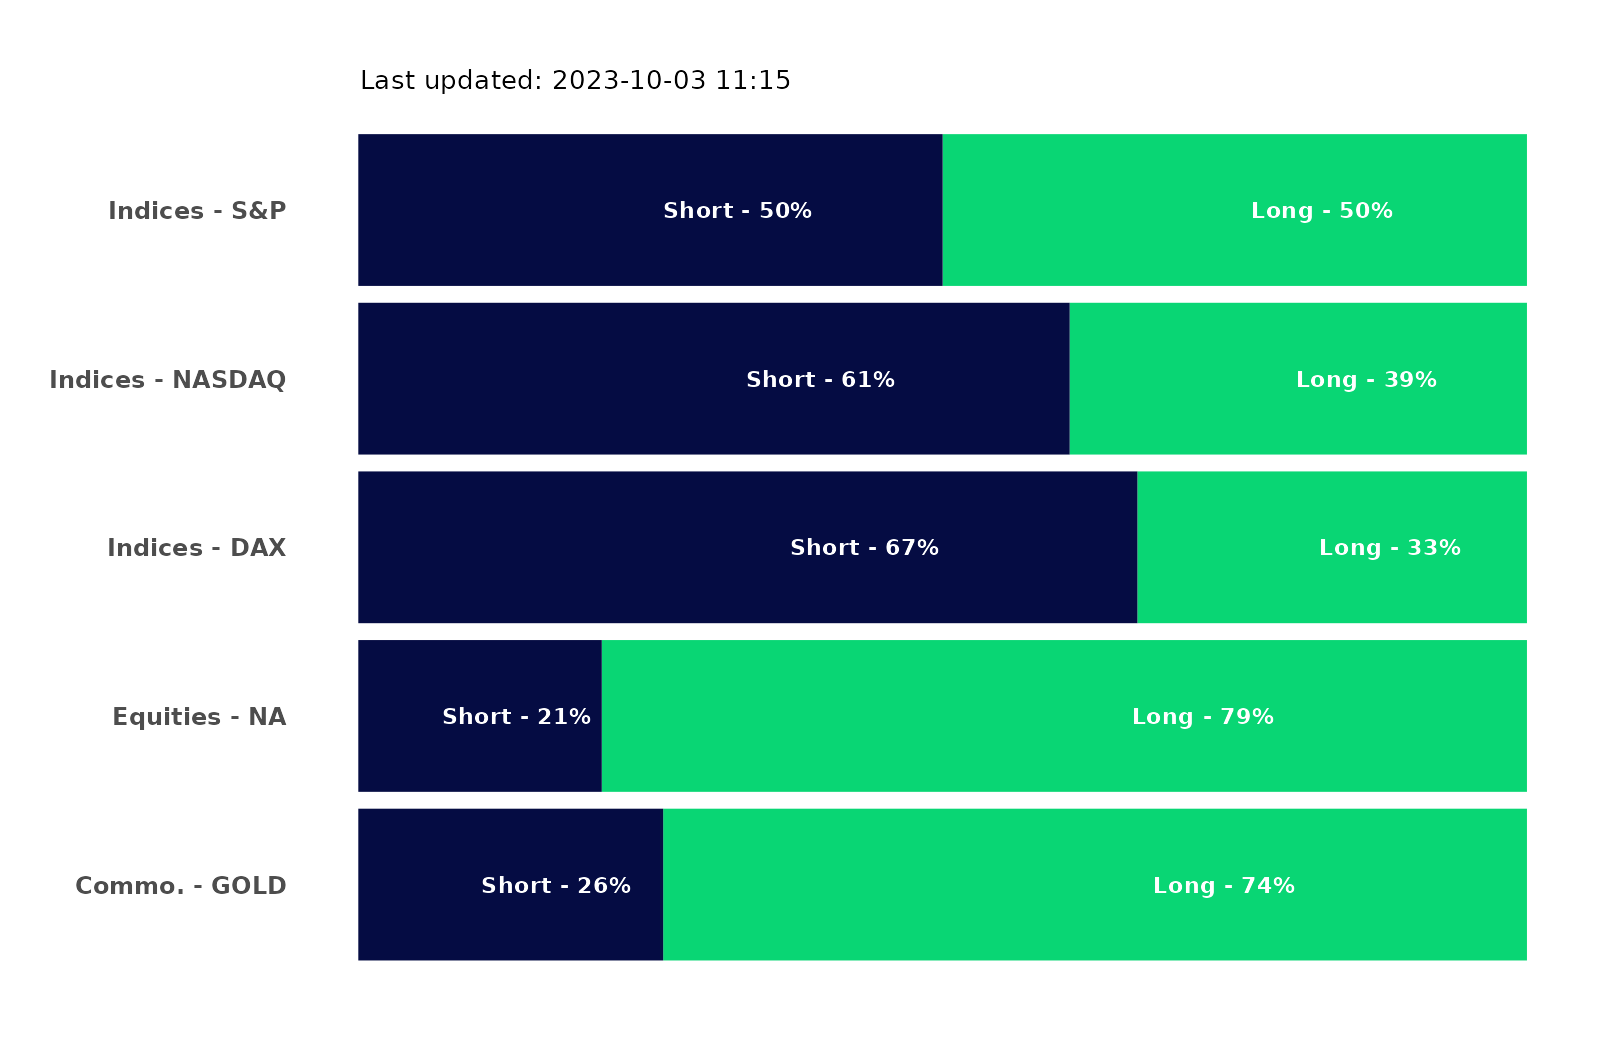 Last updated: 2023-10-03 11:15
Indices - S&P Short - 50% Long - 50%
Indices - NASDAQ Short - 61% Long - 39%
Indices - DAX Short - 67% Long - 33%
Equities - NA Short - 21% Long - 79%
Commo. - GOLD Short - 26% Long - 74%